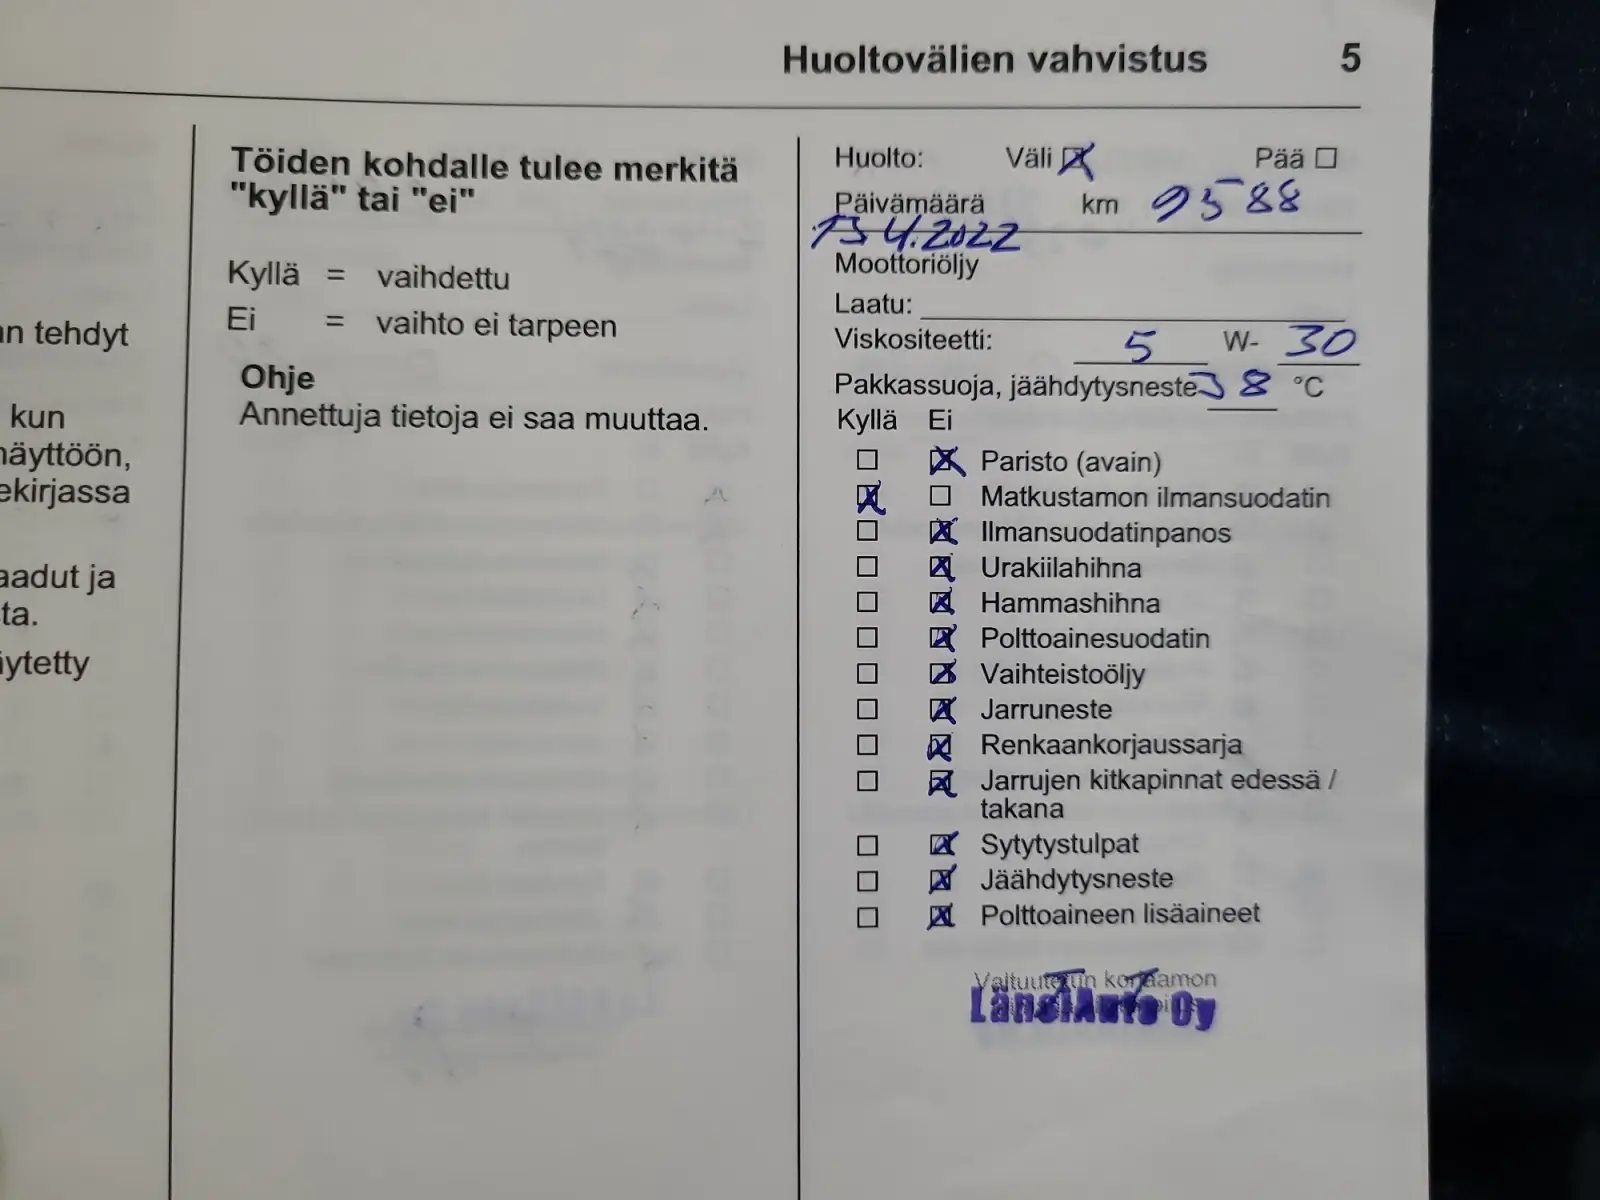 Huoltovälien vahvistus 5
an tehdyt
kun
näyttöön,
ekirjassa
aadut ja
ta.
äytetty
Töiden kohdalle tulee merkitä
"kyllä" tai "ei"
Kyllä = vaihdettu
Ei = vaihto ei tarpeen
Ohje
Annettuja tietoja ei saa muuttaa.
Huolto: Väli ☒ Pää ☐
Päivämäärä km 9588
13.4.2022
Moottoriöljy
Laatu:
Viskositeetti: 5 W- 30
Pakkassuoja, jäähdytysneste 38 °C
Kyllä Ei
☐ ☒ Paristo (avain)
☒ ☐ Matkustamon ilmansuodatin
☐ ☒ Ilmansuodatinpanos
☐ ☒ Urakiilahihna
☐ ☒ Hammashihna
☐ ☒ Polttoainesuodatin
☐ ☒ Vaihteistoöljy
☐ ☒ Jarruneste
☐ ☒ Renkaankorjaussarja
☐ ☒ Jarrujen kitkapinnat edessä /
takana
☐ ☒ Sytytystulpat
☐ ☒ Jäähdytysneste
☐ ☒ Polttoaineen lisäaineet
Valtuutetun korjaamon
LänsiAuto Oy